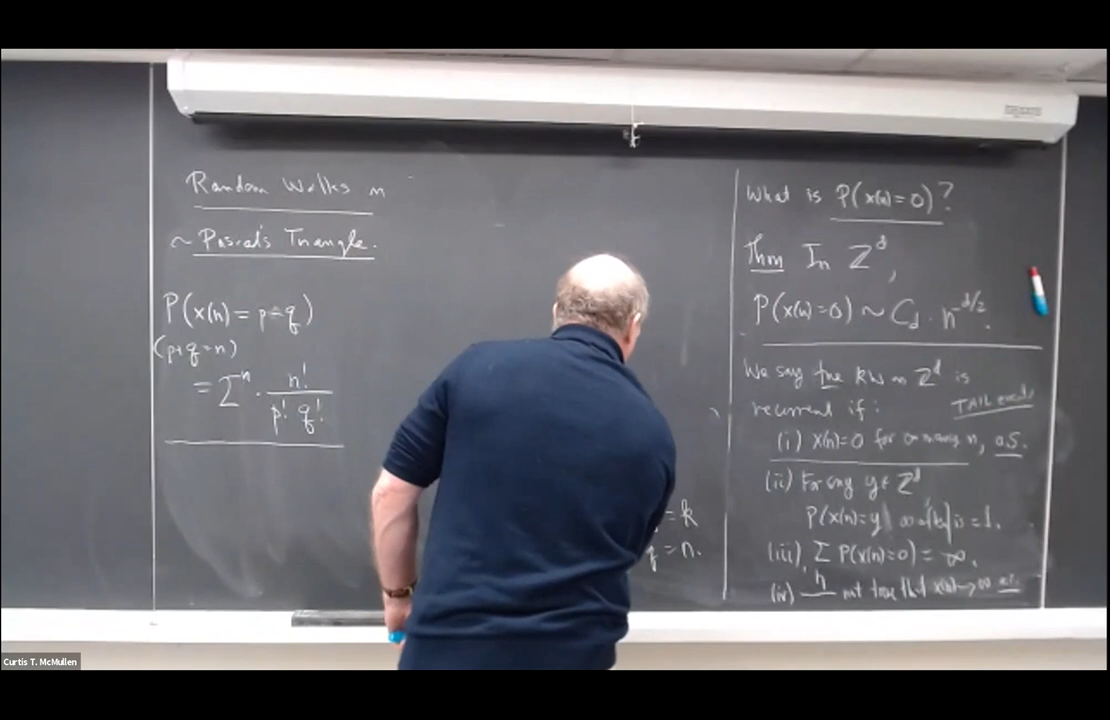 Random Walks
~ Pascal's Triangle.
P(x(n) = p-q)
(p+q=n)
= 2^{-n} · n! / p! q!
= k
q = n.
What is P(x(n)=0)?
Thm In Z^d,
P(x(n)=0) ~ C_d · n^{-d/2}.
We say the RW on Z^d is
recurrent if: TAIL events
(i) x(n)=0 for ∞ many n, a.s.
(ii) For any y ∈ Z^d
P(x(n)=y ∞ often) is = 1.
(iii) Σ_n P(x(n)=0) = ∞.
(iv) not true that x(n) → ∞ a.s.
Curtis T. McMullen